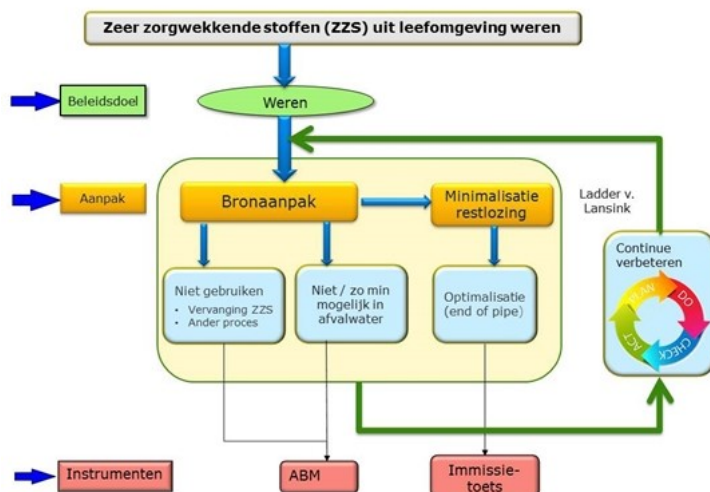 Zeer zorgwekkende stoffen (ZZS) uit leefomgeving weren
Beleidsdoel
Weren
Aanpak
Bronaanpak
Minimalisatie
restlozing
Ladder v.
Lansink
Niet gebruiken
• Vervanging ZZS
• Ander proces
Niet / zo min
mogelijk in
afvalwater
Optimalisatie
(end of pipe)
Continue
verbeteren
PLAN
DO
CHECK
ACT
Instrumenten
ABM
Immissie-
toets